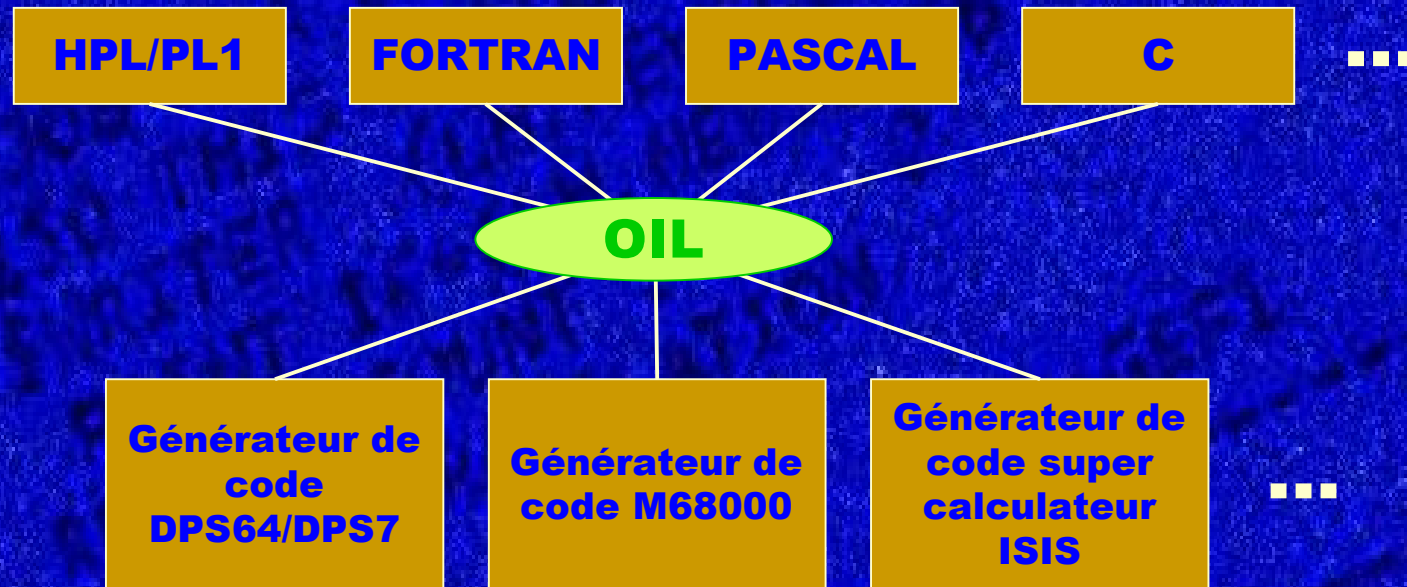 HPL/PL1
FORTRAN
PASCAL
C
...
OIL
Générateur de
code
DPS64/DPS7
Générateur de
code M68000
Générateur de
code super
calculateur
ISIS
...